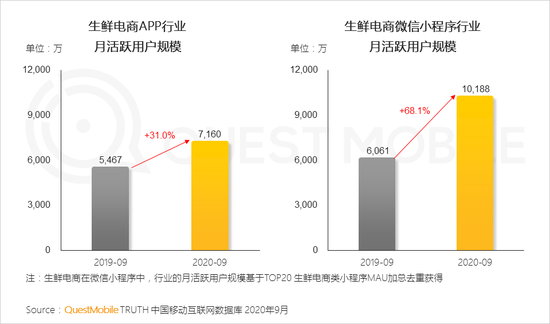 生鲜电商APP行业
月活跃用户规模
单位：万
12,000
9,000
6,000
3,000
0
5,467
+31.0%
7,160
2019-09
2020-09
生鲜电商微信小程序行业
月活跃用户规模
单位：万
12,000
9,000
6,000
3,000
0
6,061
+68.1%
10,188
2019-09
2020-09
QUEST MOBILE
注：生鲜电商在微信小程序中，行业的月活跃用户规模基于TOP20 生鲜电商类小程序MAU加总去重获得
Source：QuestMobile TRUTH 中国移动互联网数据库 2020年9月